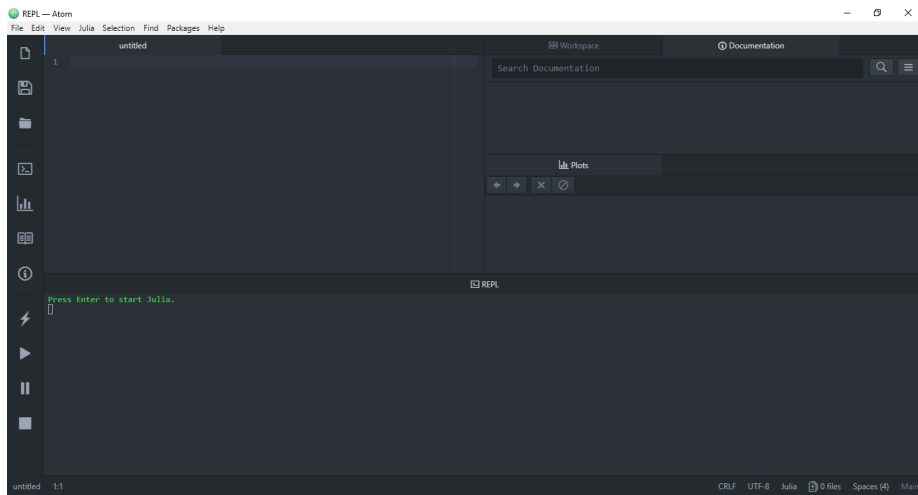 REPL — Atom
File Edit View Julia Selection Find Packages Help
untitled
Workspace
Documentation
1
Search Documentation
Plots
REPL
Press Enter to start Julia.
untitled 1:1
CRLF UTF-8 Julia 0 files Spaces (4) Main